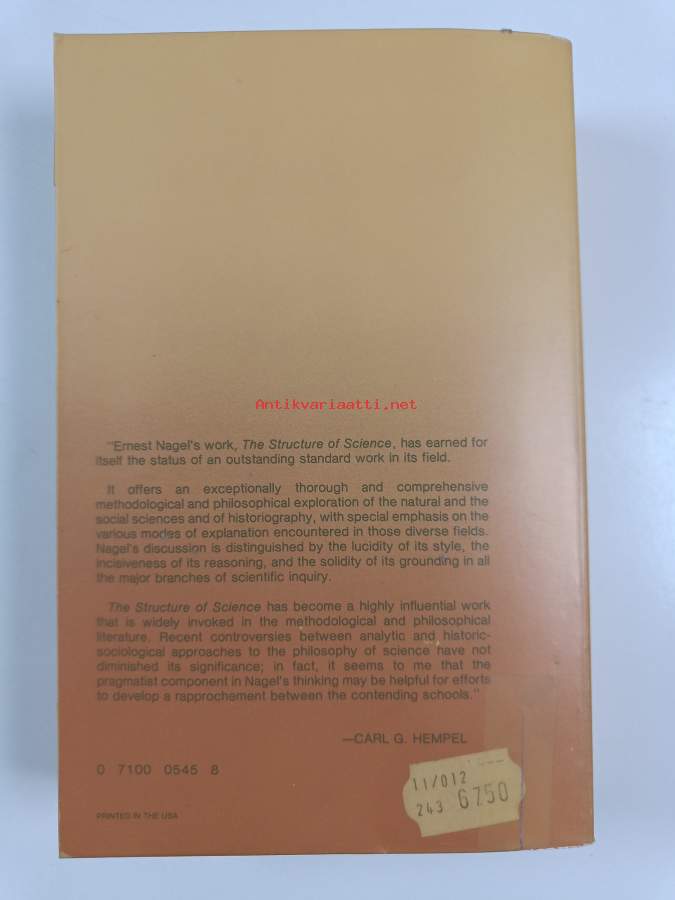 Antikvariaatti.net
"Ernest Nagel's work, The Structure of Science, has earned for
itself the status of an outstanding standard work in its field.
It offers an exceptionally thorough and comprehensive
methodological and philosophical exploration of the natural and the
social sciences and of historiography, with special emphasis on the
various modes of explanation encountered in those diverse fields.
Nagel's discussion is distinguished by the lucidity of its style, the
incisiveness of its reasoning, and the solidity of its grounding in all
the major branches of scientific inquiry.
The Structure of Science has become a highly influential work
that is widely invoked in the methodological and philosophical
literature. Recent controversies between analytic and historic-
sociological approaches to the philosophy of science have not
diminished its significance; in fact, it seems to me that the
pragmatist component in Nagel's thinking may be helpful for efforts
to develop a rapprochement between the contending schools."
—CARL G. HEMPEL
0 7100 0545 8
11/012
243 6750
PRINTED IN THE USA